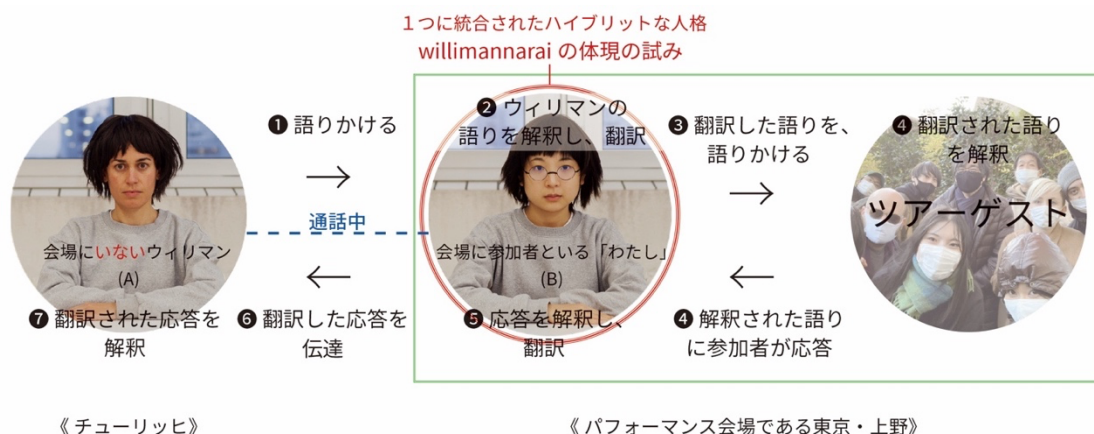 1つに統合されたハイブリットな人格
willimannarai の体現の試み
❶ 語りかける
❷ ウィリマンの
語りを解釈し、翻訳
❸ 翻訳した語りを、
語りかける
❹ 翻訳された語り
を解釈
ツアーゲスト
通話中
会場にいないウィリマン
(A)
会場に参加者といる「わたし」
(B)
❼ 翻訳された応答を
解釈
❻ 翻訳した応答を
伝達
❺ 応答を解釈し、
翻訳
❹ 解釈された語り
に参加者が応答
《 チューリッヒ》
《 パフォーマンス会場である東京・上野》